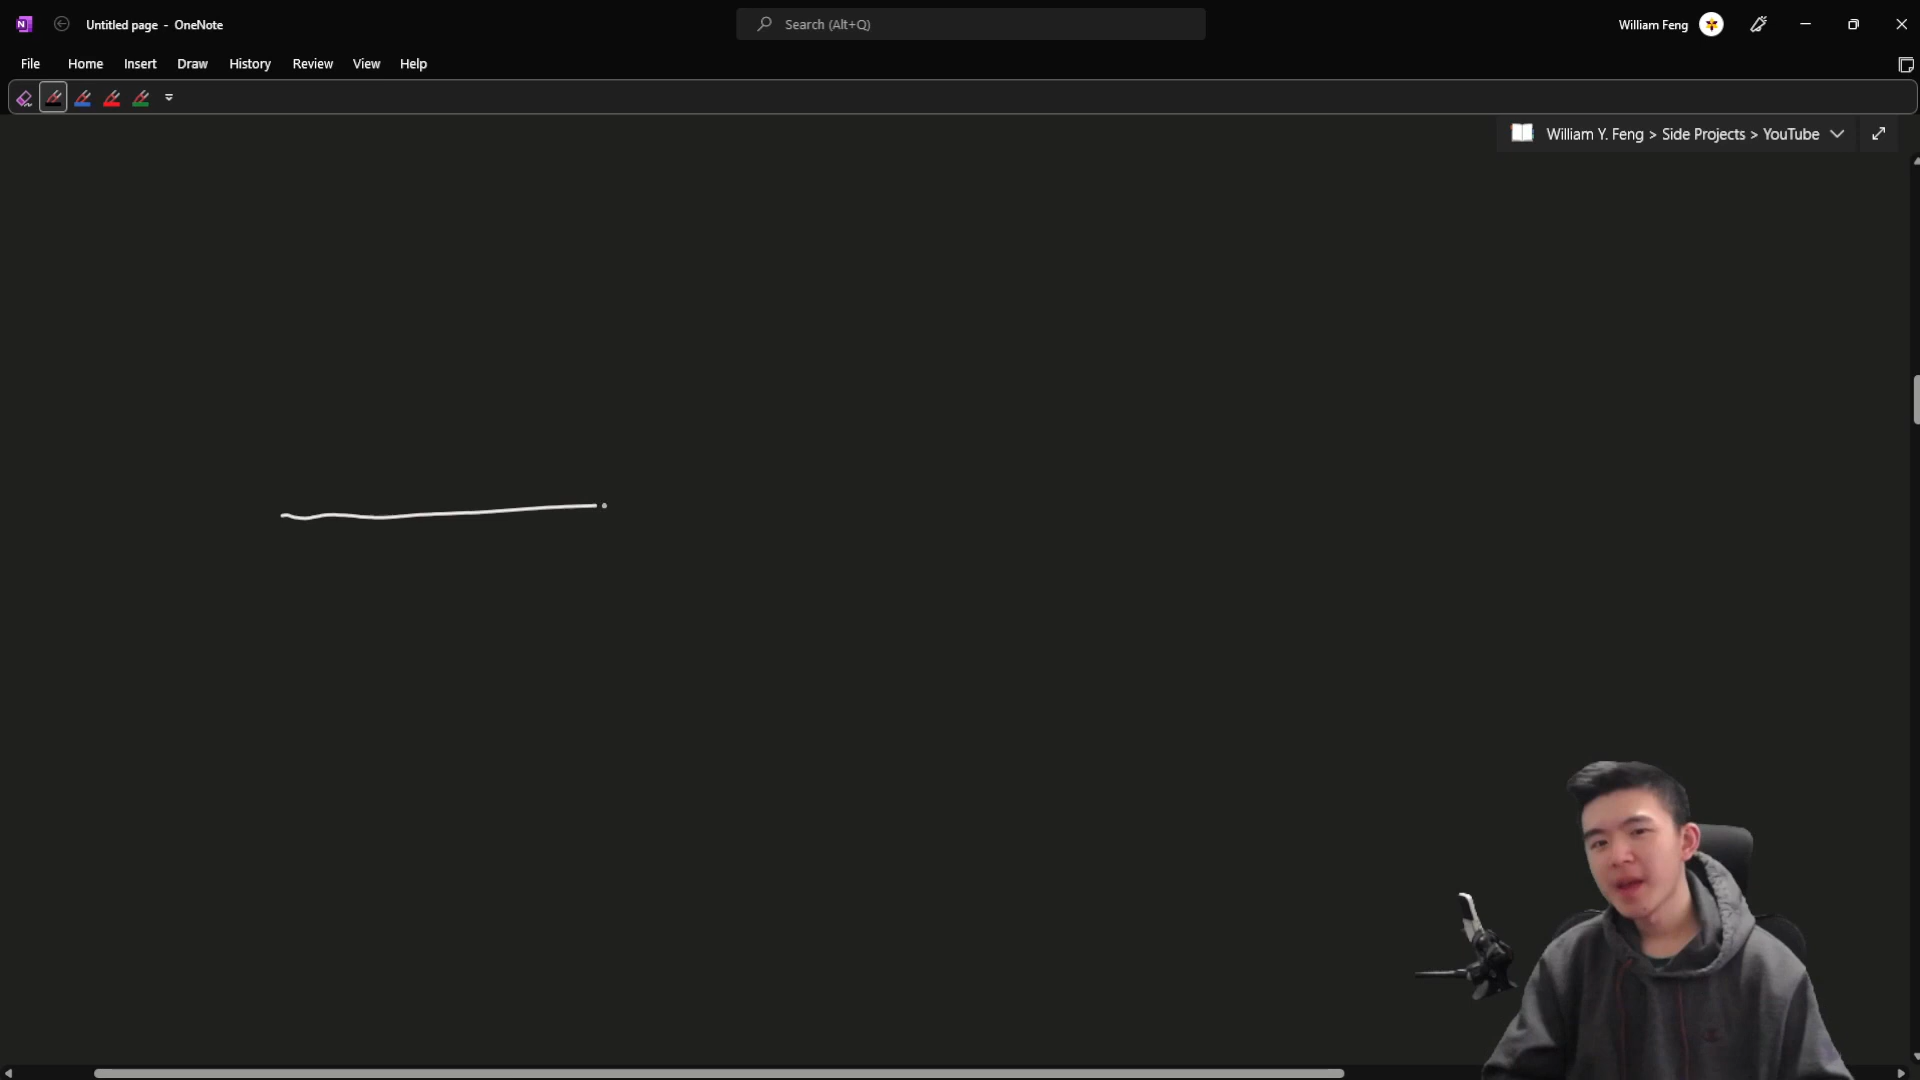 Untitled page - OneNote
Search (Alt+Q)
William Feng
File Home Insert Draw History Review View Help
William Y. Feng > Side Projects > YouTube